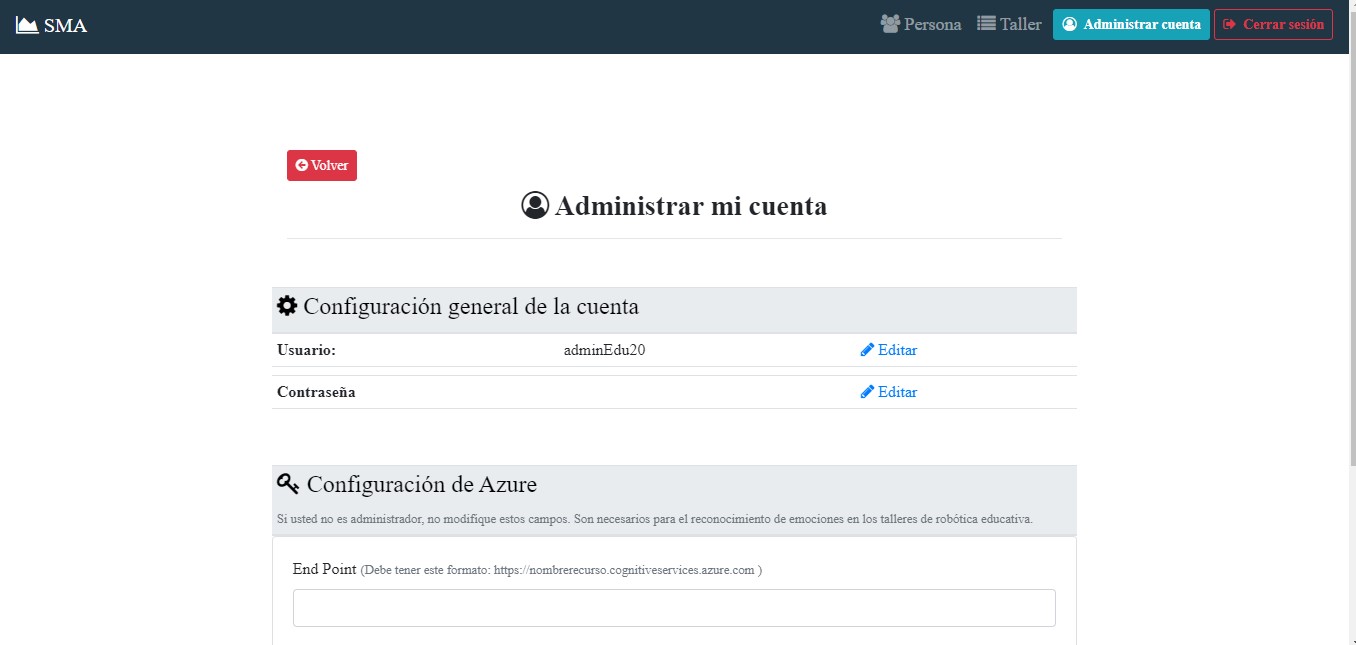 SMA
Persona
Taller
Administrar cuenta
Cerrar sesión
Volver
Administrar mi cuenta
Configuración general de la cuenta
Usuario: adminEdu20 Editar
Contraseña Editar
Configuración de Azure
Si usted no es administrador, no modifique estos campos. Son necesarios para el reconocimiento de emociones en los talleres de robótica educativa.
End Point (Debe tener este formato: https://nombrerecurso.cognitiveservices.azure.com )